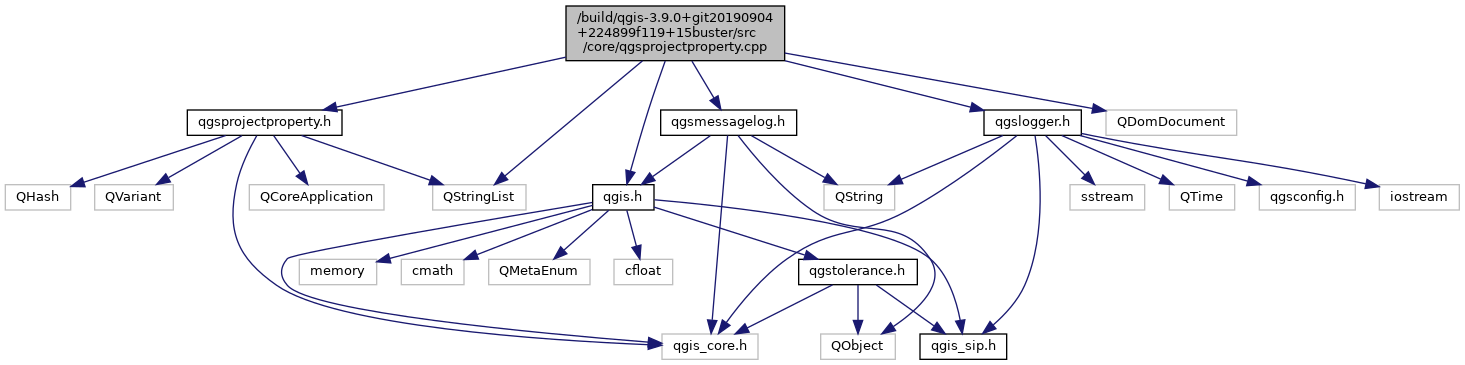 /build/qgis-3.9.0+git20190904
+224899f119+15buster/src
/core/qgsprojectproperty.cpp
qgsprojectproperty.h
qgsmessagelog.h
qgslogger.h
QDomDocument
QHash
QVariant
QCoreApplication
QStringList
qgis.h
QString
sstream
QTime
qgsconfig.h
iostream
memory
cmath
QMetaEnum
cfloat
qgstolerance.h
qgis_core.h
QObject
qgis_sip.h